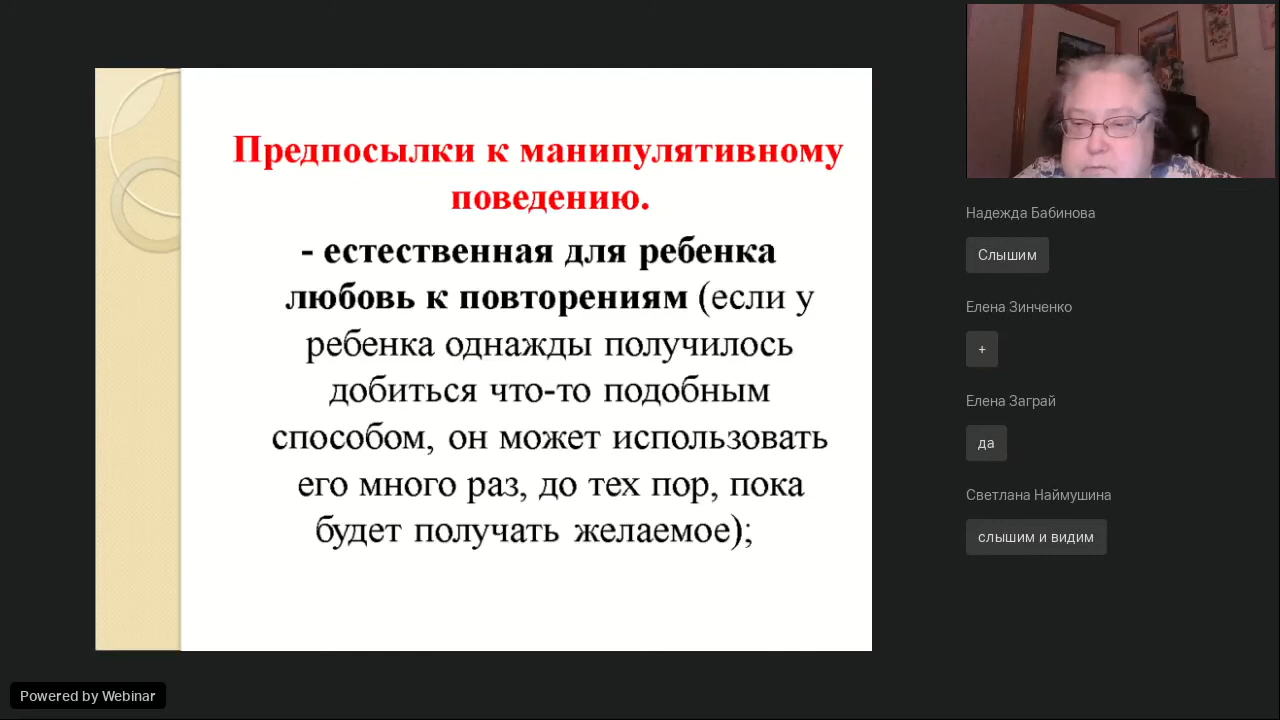 Предпосылки к манипулятивному
поведению.
- естественная для ребенка
любовь к повторениям (если у
ребенка однажды получилось
добиться что-то подобным
способом, он может использовать
его много раз, до тех пор, пока
будет получать желаемое);
Надежда Бабинова
Слышим
Елена Зинченко
+
Елена Заграй
да
Светлана Наймушина
слышим и видим
Powered by Webinar